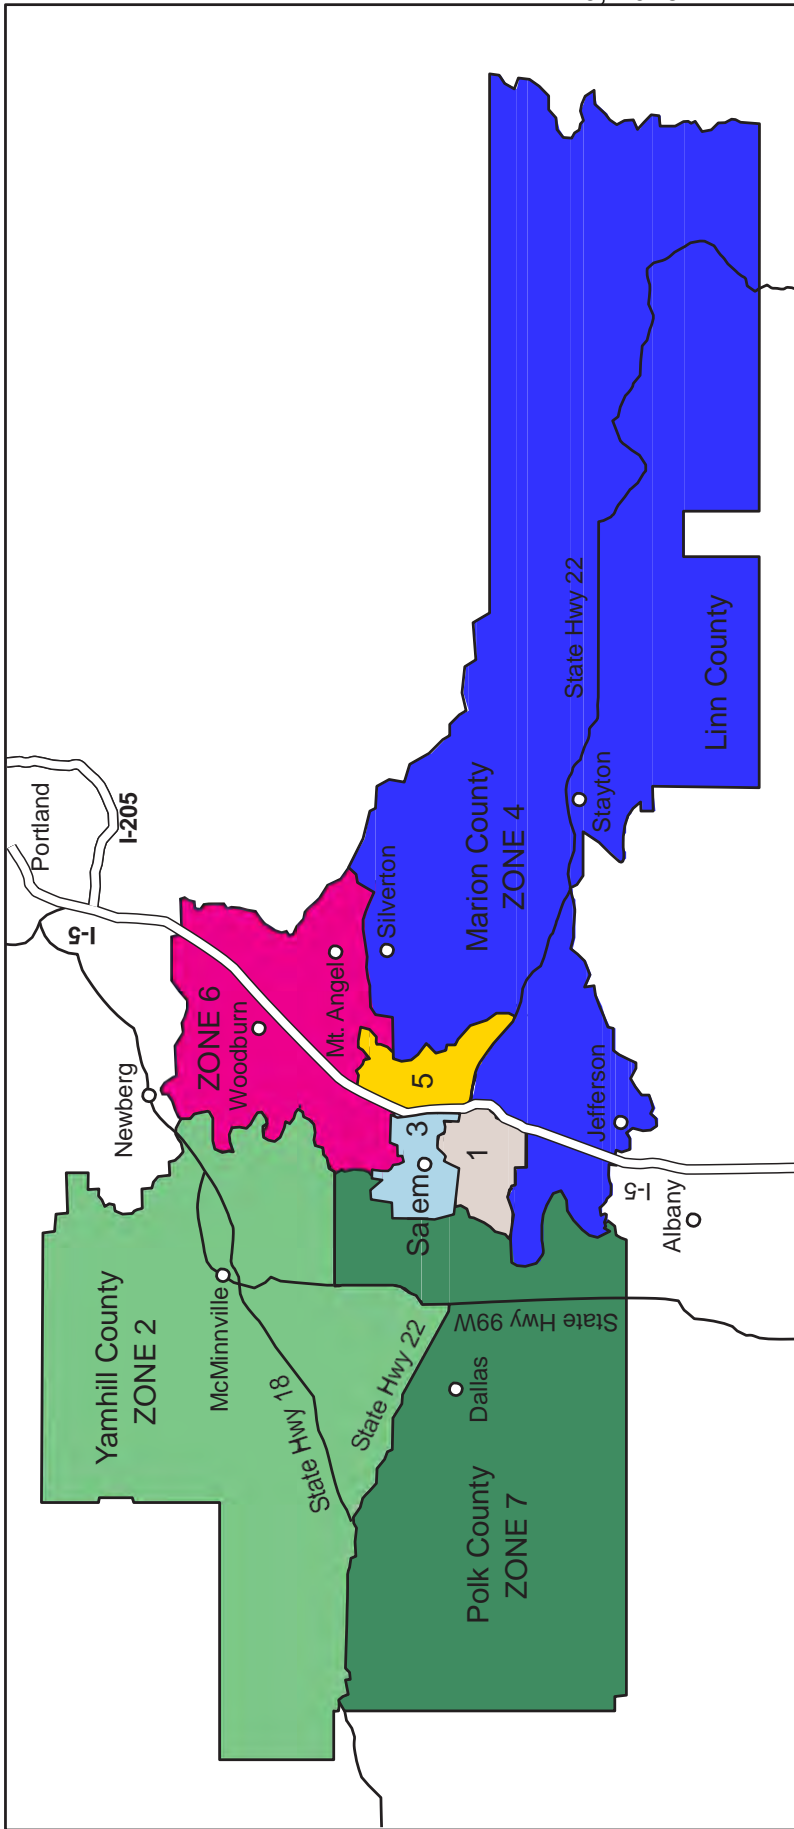 Portland
I-5
Yamhill County
ZONE 2
Newberg
I-205
ZONE 6
Woodburn
McMinnville
State Hwy 18
Mt. Angel
State Hwy 22
Silverton
Salem
3
5
1
Dallas
Polk County
ZONE 7
Marion County
ZONE 4
State Hwy 99W
State Hwy 22
Stayton
Jefferson
I-5
Albany
Linn County